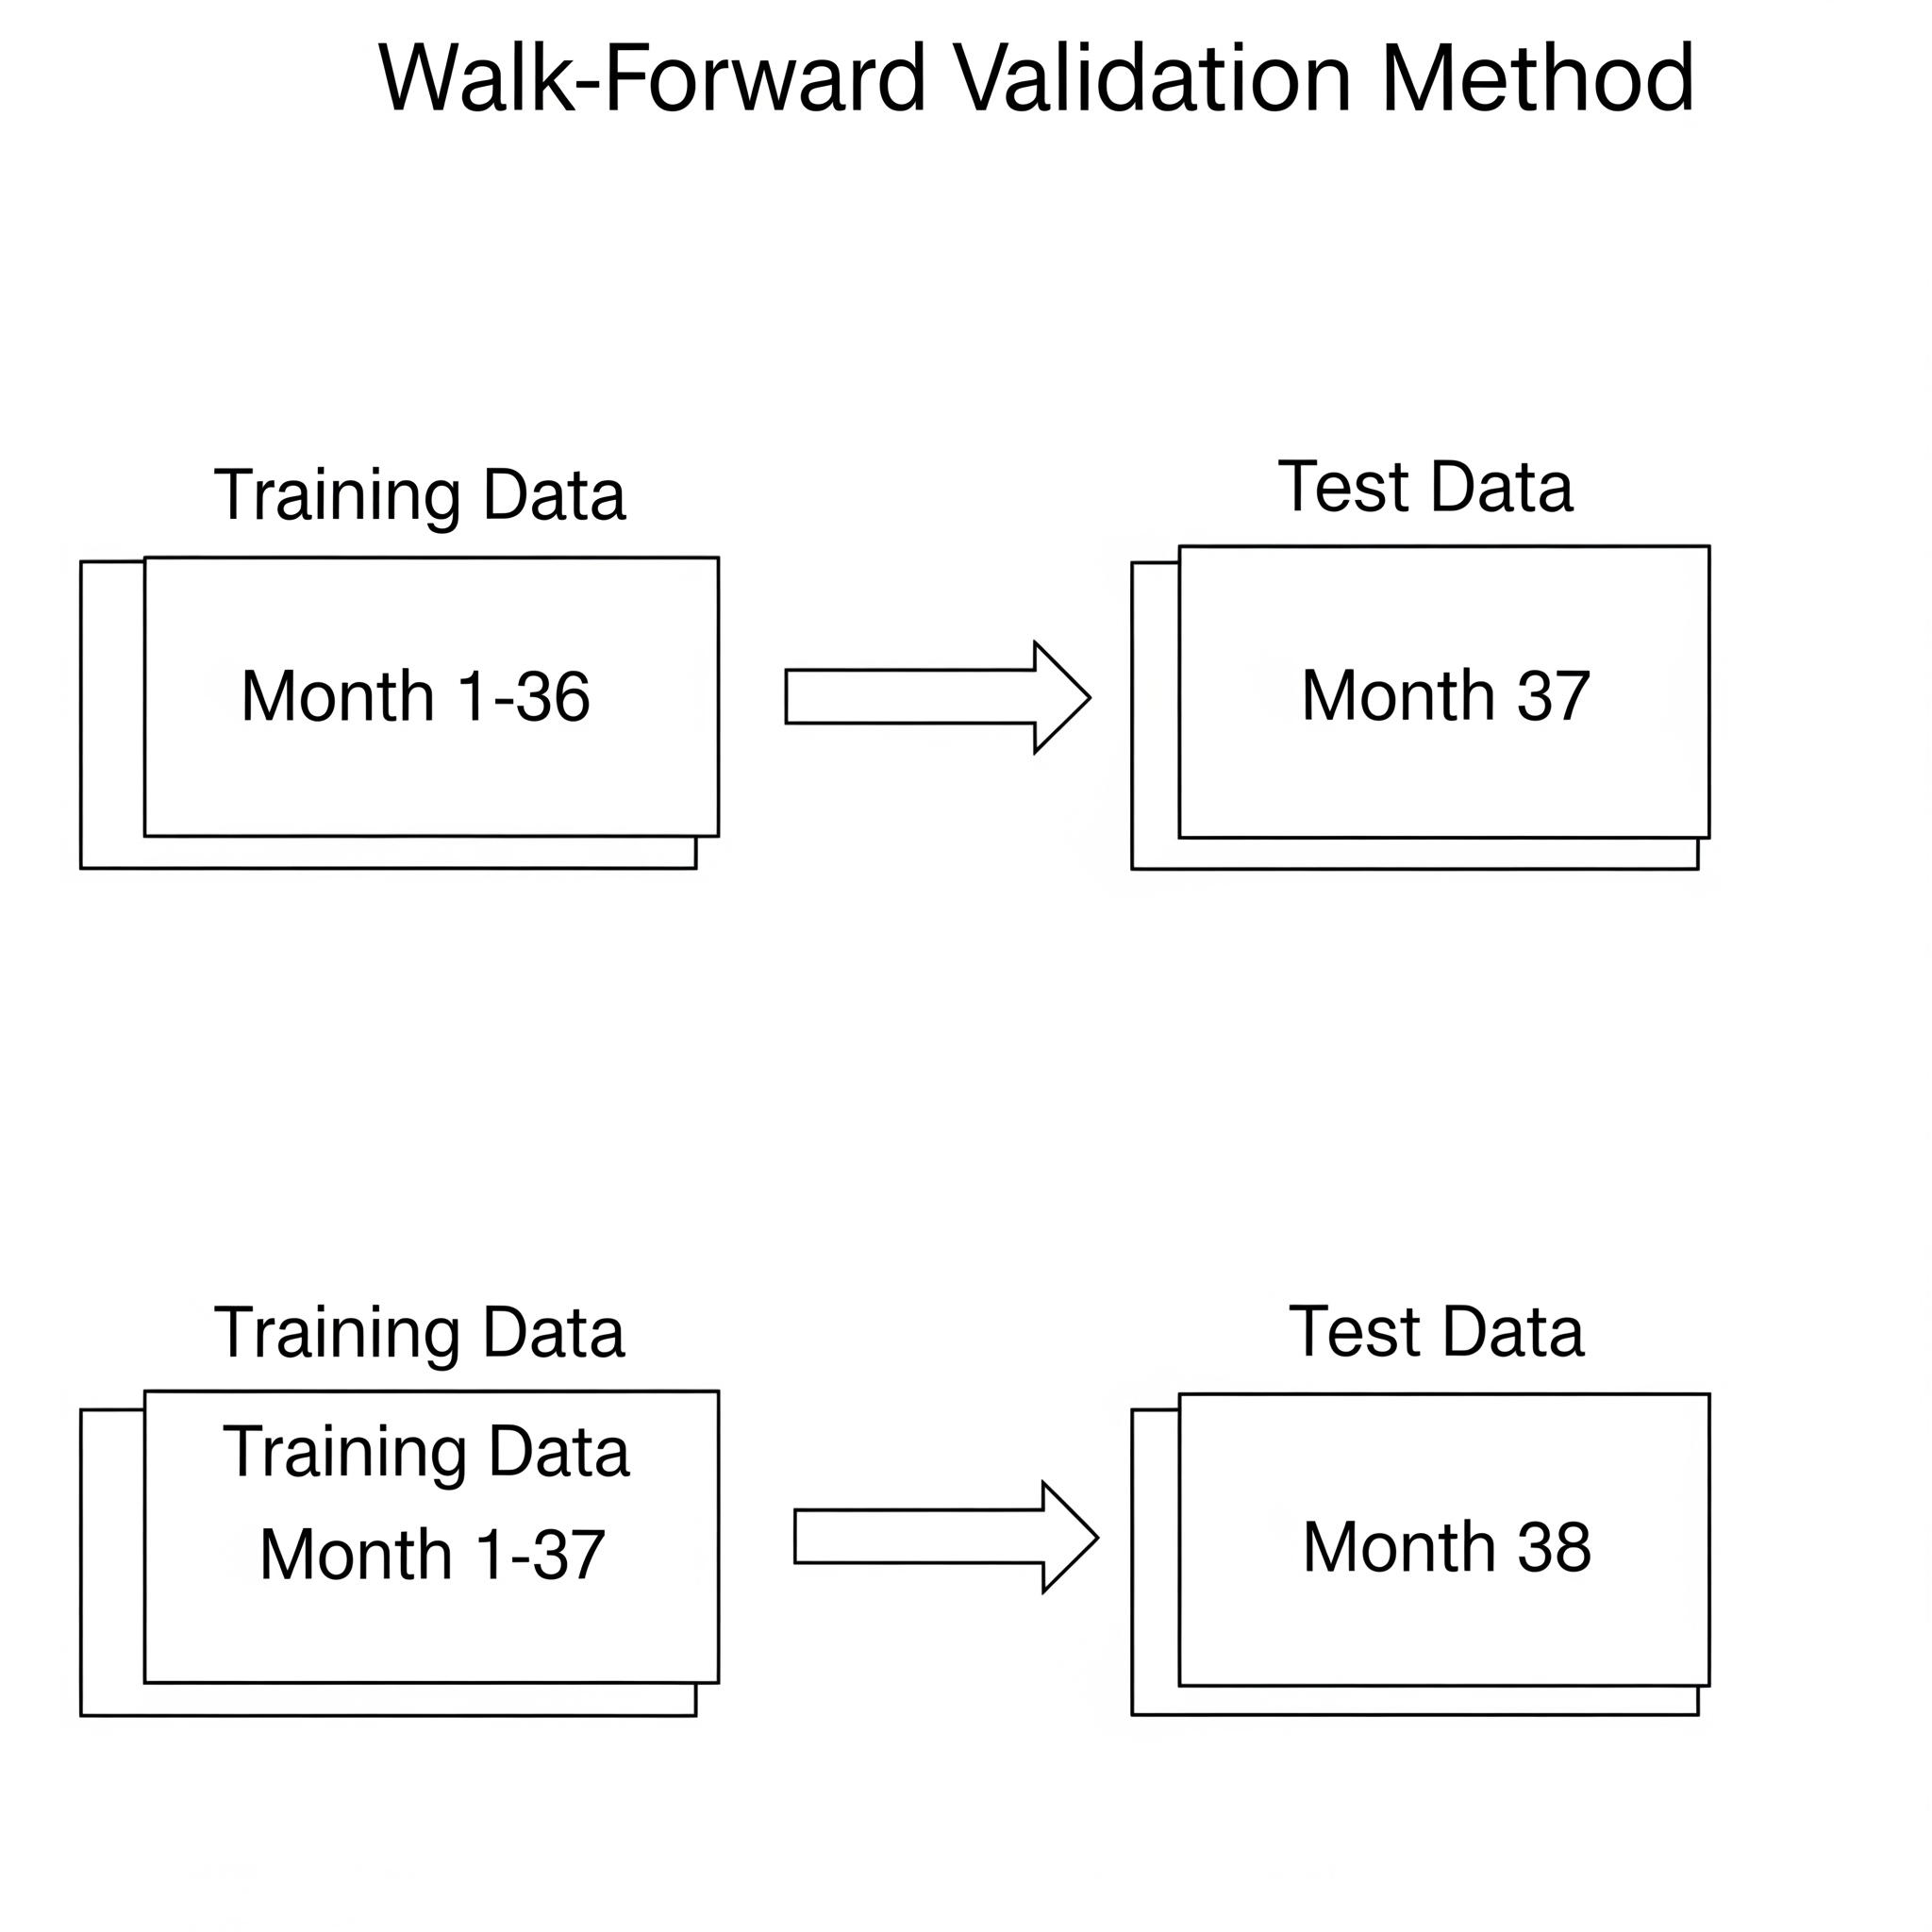 Walk-Forward Validation Method
Training Data
Test Data
Month 1-36
Month 37
Training Data
Test Data
Training Data
Month 1-37
Month 38